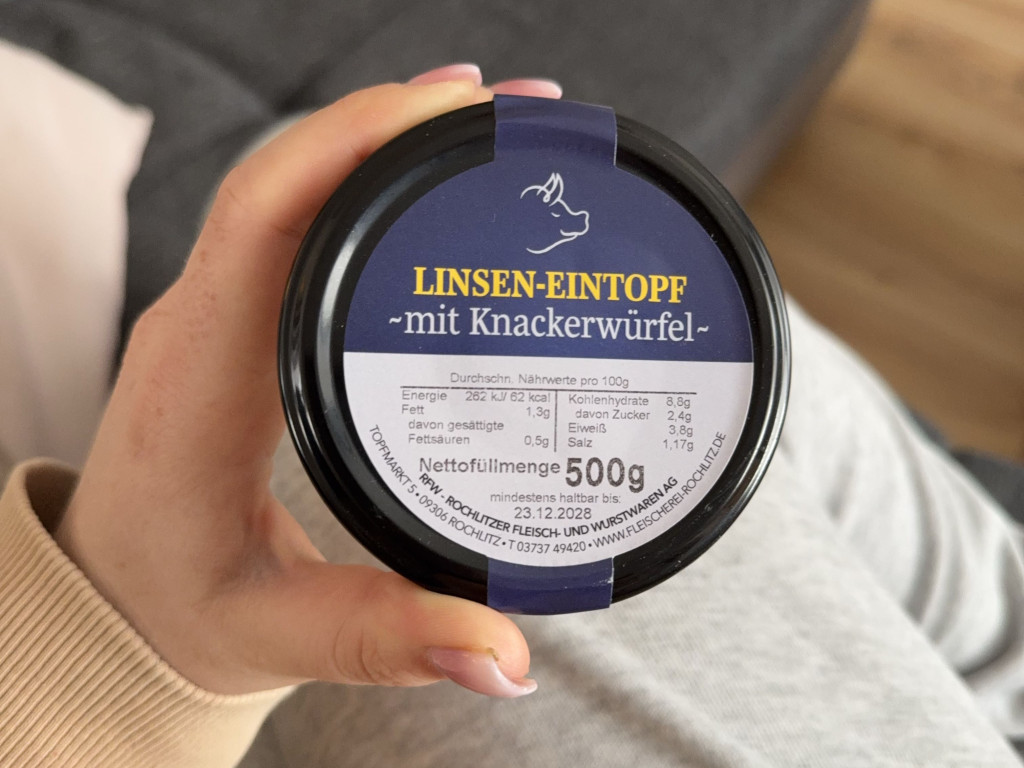 LINSEN-EINTOPF
~mit Knackerwürfel~
Durchschn. Nährwerte pro 100g
Energie 262 kJ/ 62 kcal
Fett 1,3g
davon gesättigte
Fettsäuren 0,5g
Kohlenhydrate 8,8g
davon Zucker 2,4g
Eiweiß 3,8g
Salz 1,17g
Nettofüllmenge 500g
mindestens haltbar bis:
23.12.2028
RFW - ROCHLITZER FLEISCH- UND WURSTWAREN AG
TOPFMARKT 5 • 09306 ROCHLITZ • T 03737 49420 • WWW.FLEISCHEREI-ROCHLITZ.DE